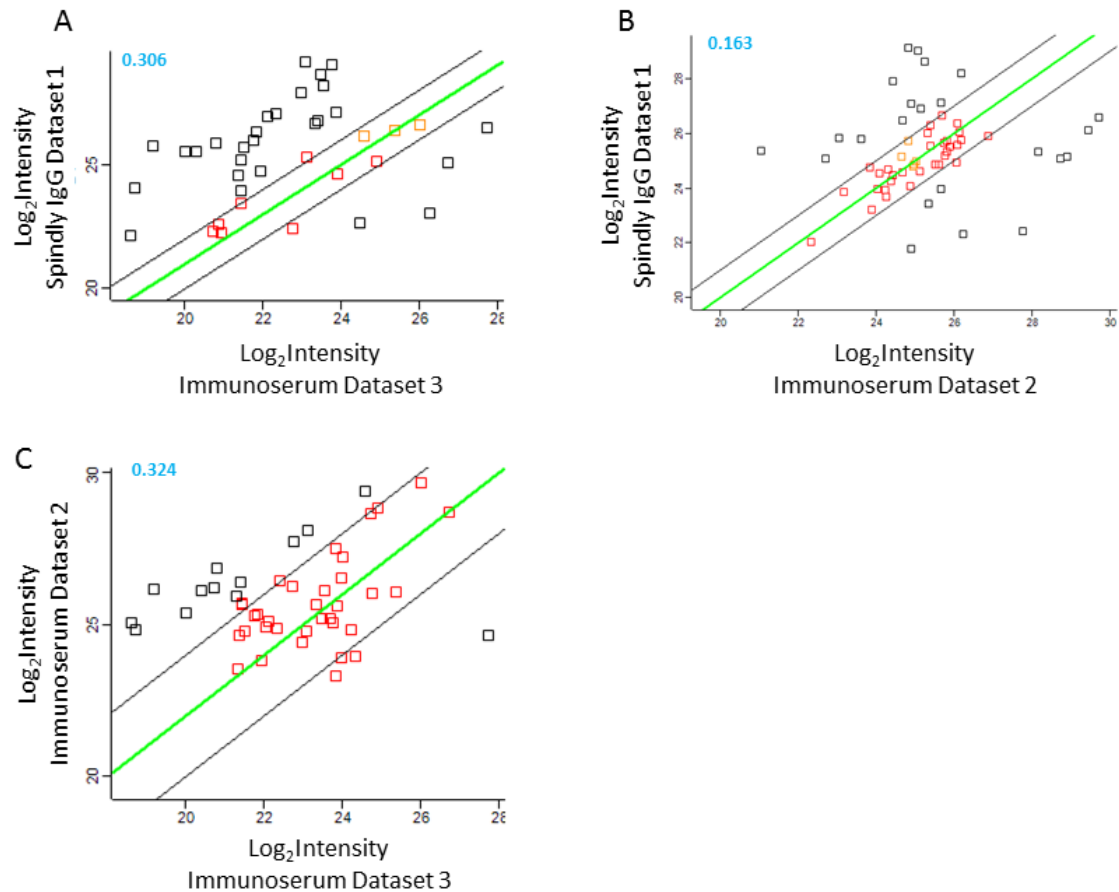 A
0.306
Log₂Intensity
Spindly IgG Dataset 1
25
20
20
22
24
26
28
Log₂Intensity
Immunoserum Dataset 3
B
0.163
Log₂Intensity
Spindly IgG Dataset 1
28
26
24
22
20
20
22
24
26
28
30
Log₂Intensity
Immunoserum Dataset 2
C
0.324
Log₂Intensity
Immunoserum Dataset 2
30
25
20
20
22
24
26
28
Log₂Intensity
Immunoserum Dataset 3